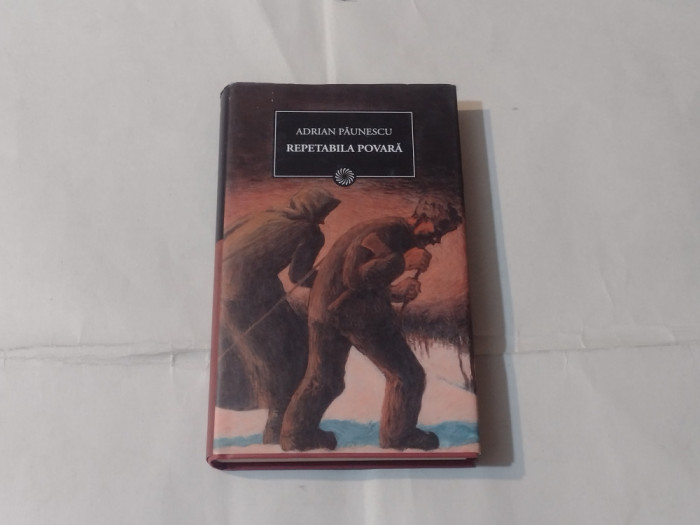 ADRIAN PĂUNESCU
REPETABILA POVARĂ